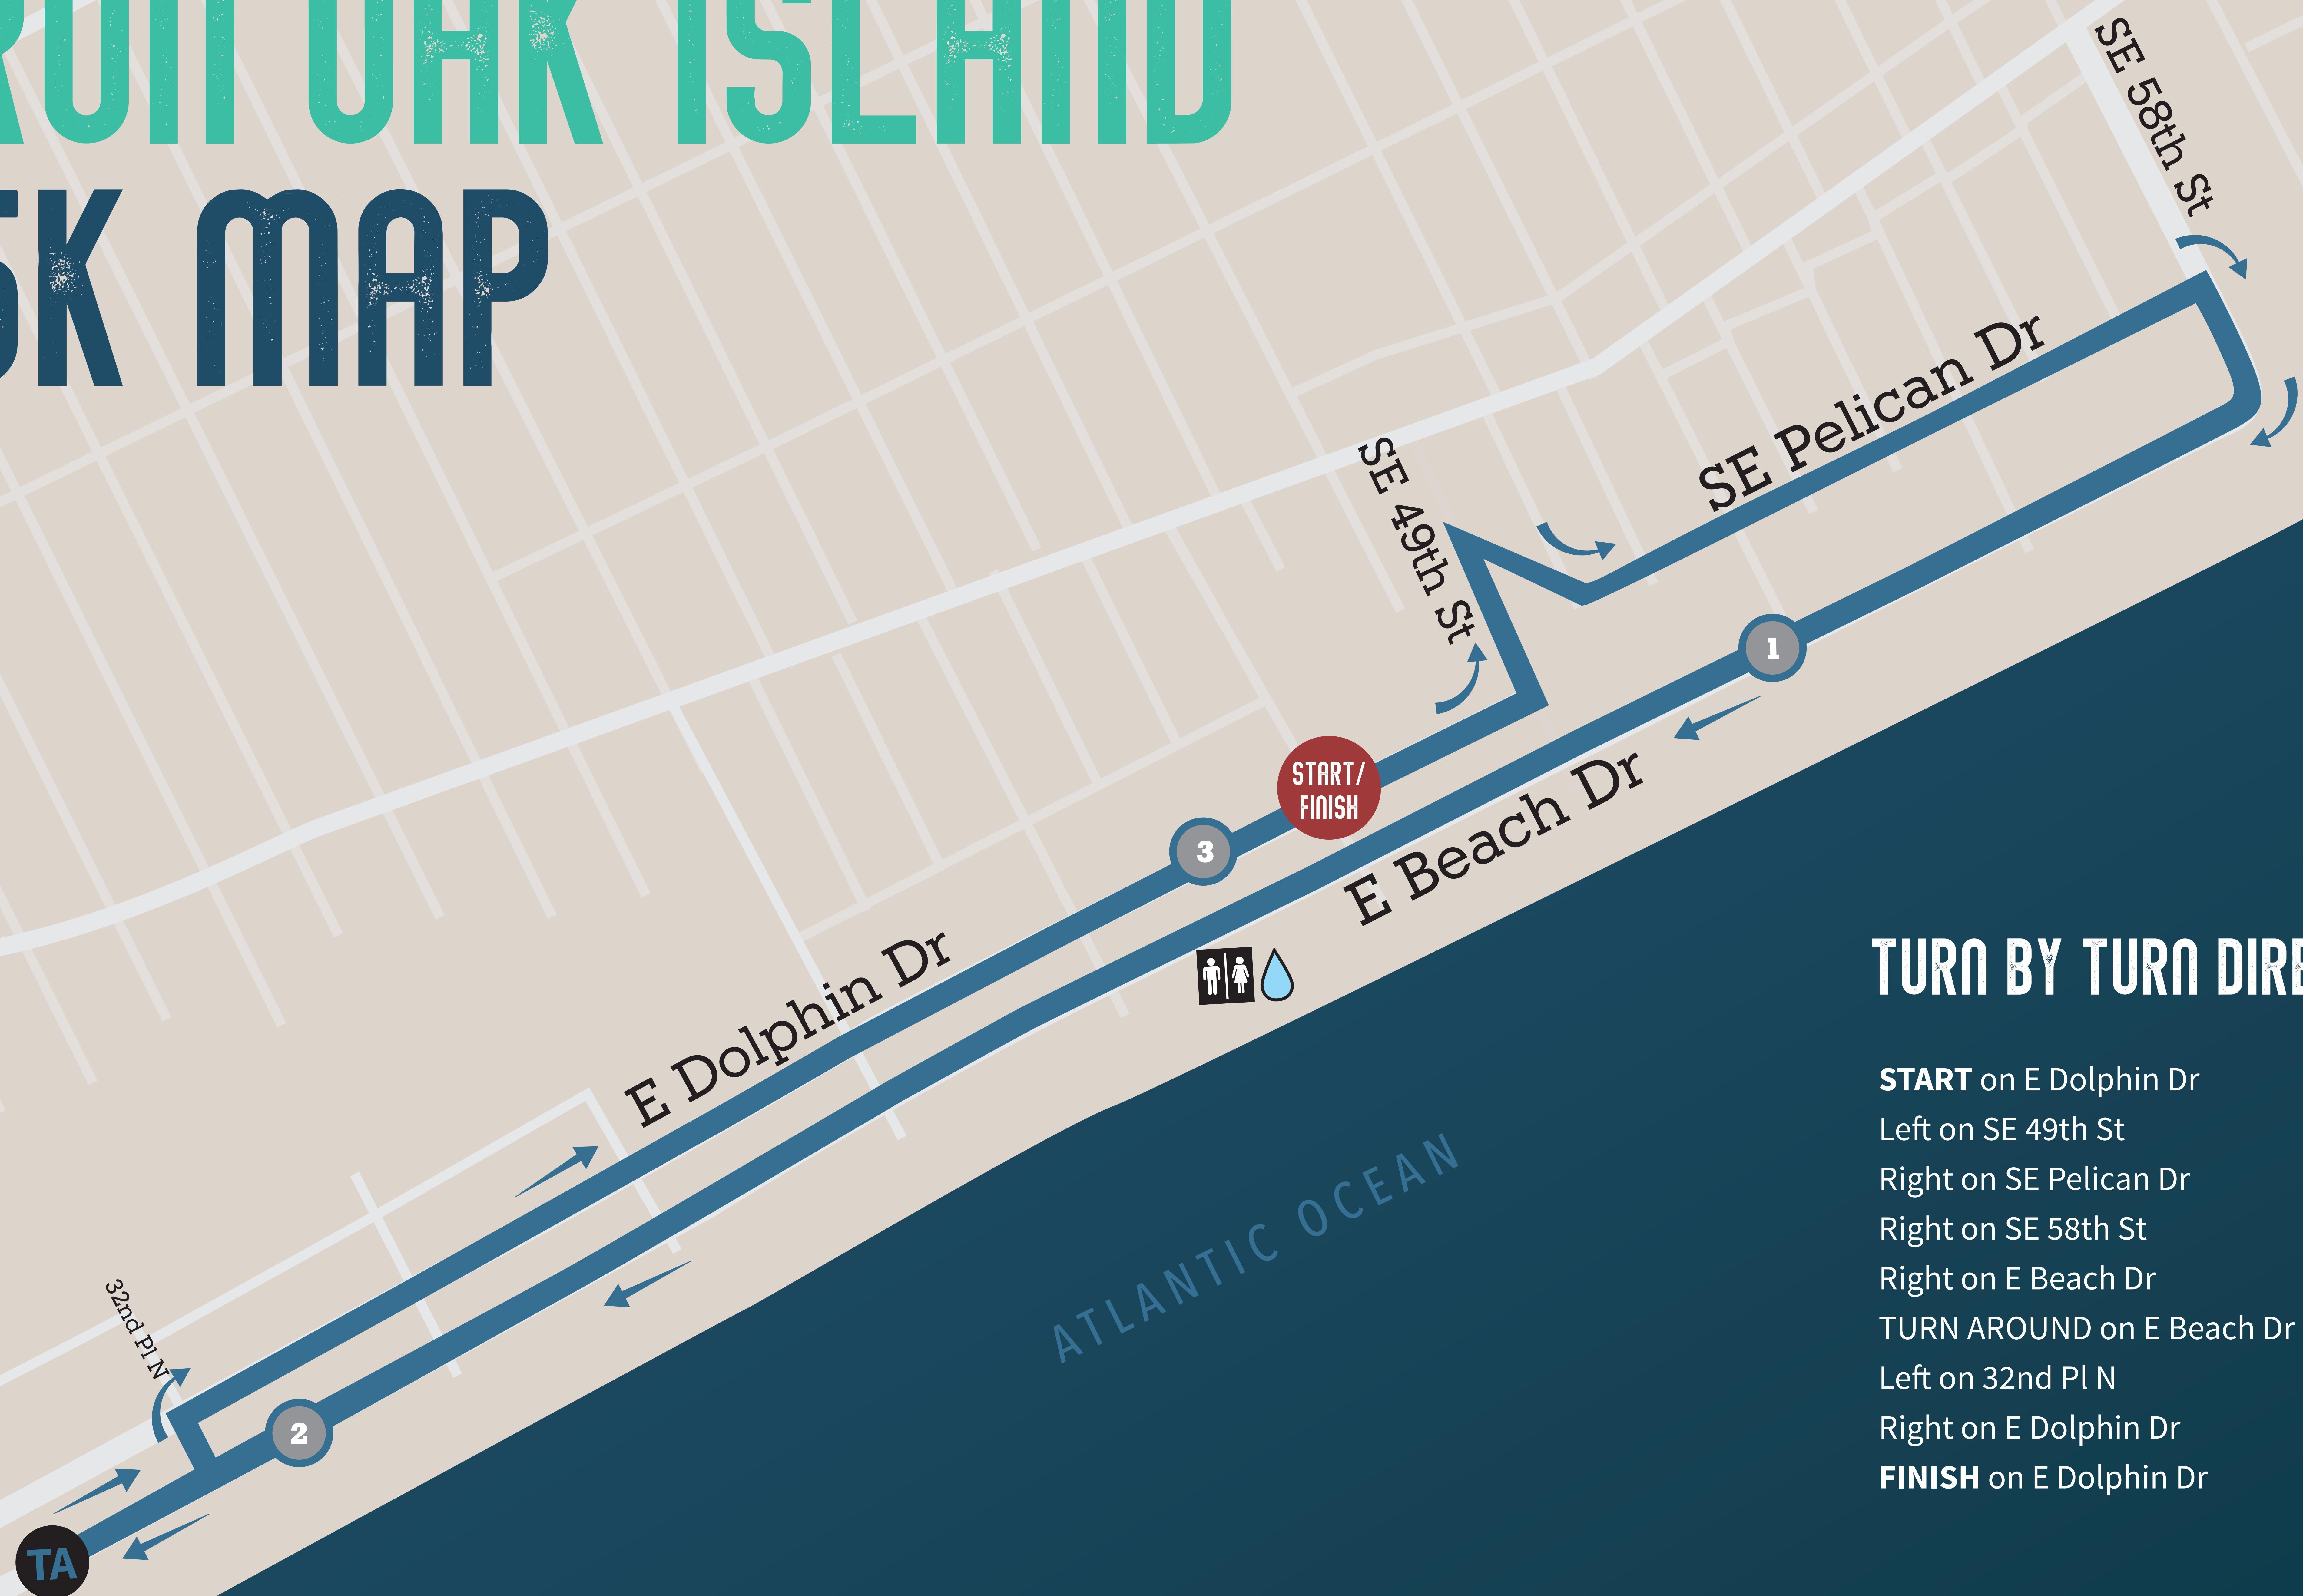 RUN OAK ISLAND
5K MAP
SE 58th St
SE Pelican Dr
SE 49th St
1
START/
FINISH
3
E Beach Dr
E Dolphin Dr
ATLANTIC OCEAN
32nd Pl N
2
TA
TURN BY TURN DIRE
START on E Dolphin Dr
Left on SE 49th St
Right on SE Pelican Dr
Right on SE 58th St
Right on E Beach Dr
TURN AROUND on E Beach Dr
Left on 32nd Pl N
Right on E Dolphin Dr
FINISH on E Dolphin Dr